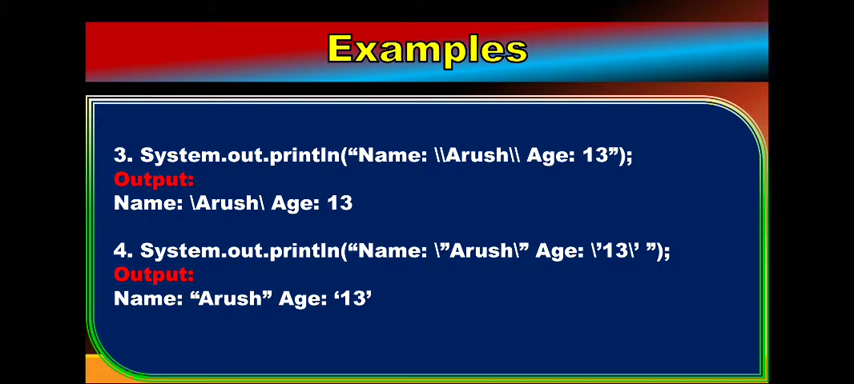 Examples
3. System.out.println(“Name: \\Arush\\ Age: 13”);
Output:
Name: \Arush\ Age: 13
4. System.out.println(“Name: \”Arush\” Age: \’13\’ ”);
Output:
Name: “Arush” Age: ‘13’